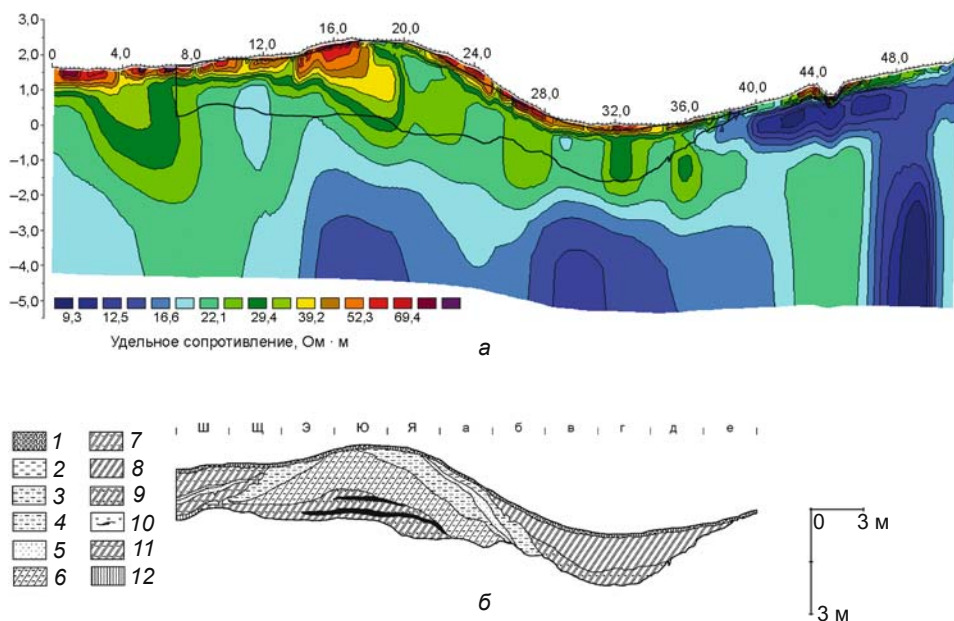 а
3,0
16,0
0 4,0 8,0 12,0 20,0 24,0 28,0 32,0 36,0 40,0 44,0 48,0
2,0
1,0
0
–1,0
–2,0
–3,0
–4,0
–5,0
9,3 12,5 16,6 22,1 29,4 39,2 52,3 69,4
Удельное сопротивление, Ом · м
а
Ш Щ Э Ю Я а б в г д е
1 7
2 8
3 9
4 10
5 11
6 12
0 3 м
3 м
б